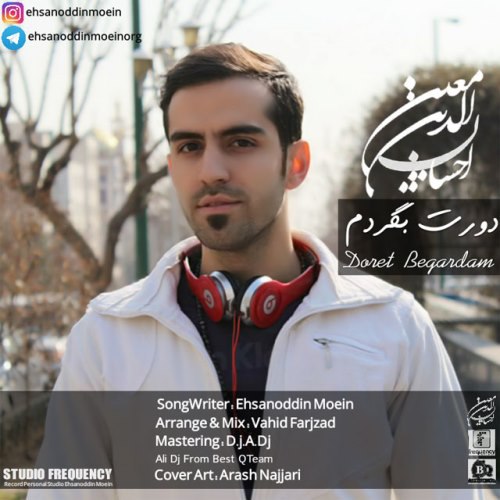 ehsanoddinmoein
ehsanoddinmoeinorg
احسان الدین معین
دورت بگردم
Doret Begardam
SongWriter: Ehsanoddin Moein
Arrange & Mix: Vahid Farjzad
Mastering: D.j.A.Dj
Ali Dj From Best QTeam
Cover Art: Arash Najjari
STUDIO FREQUENCY
Record Personal Studio Ehsanoddin Moein
frequency